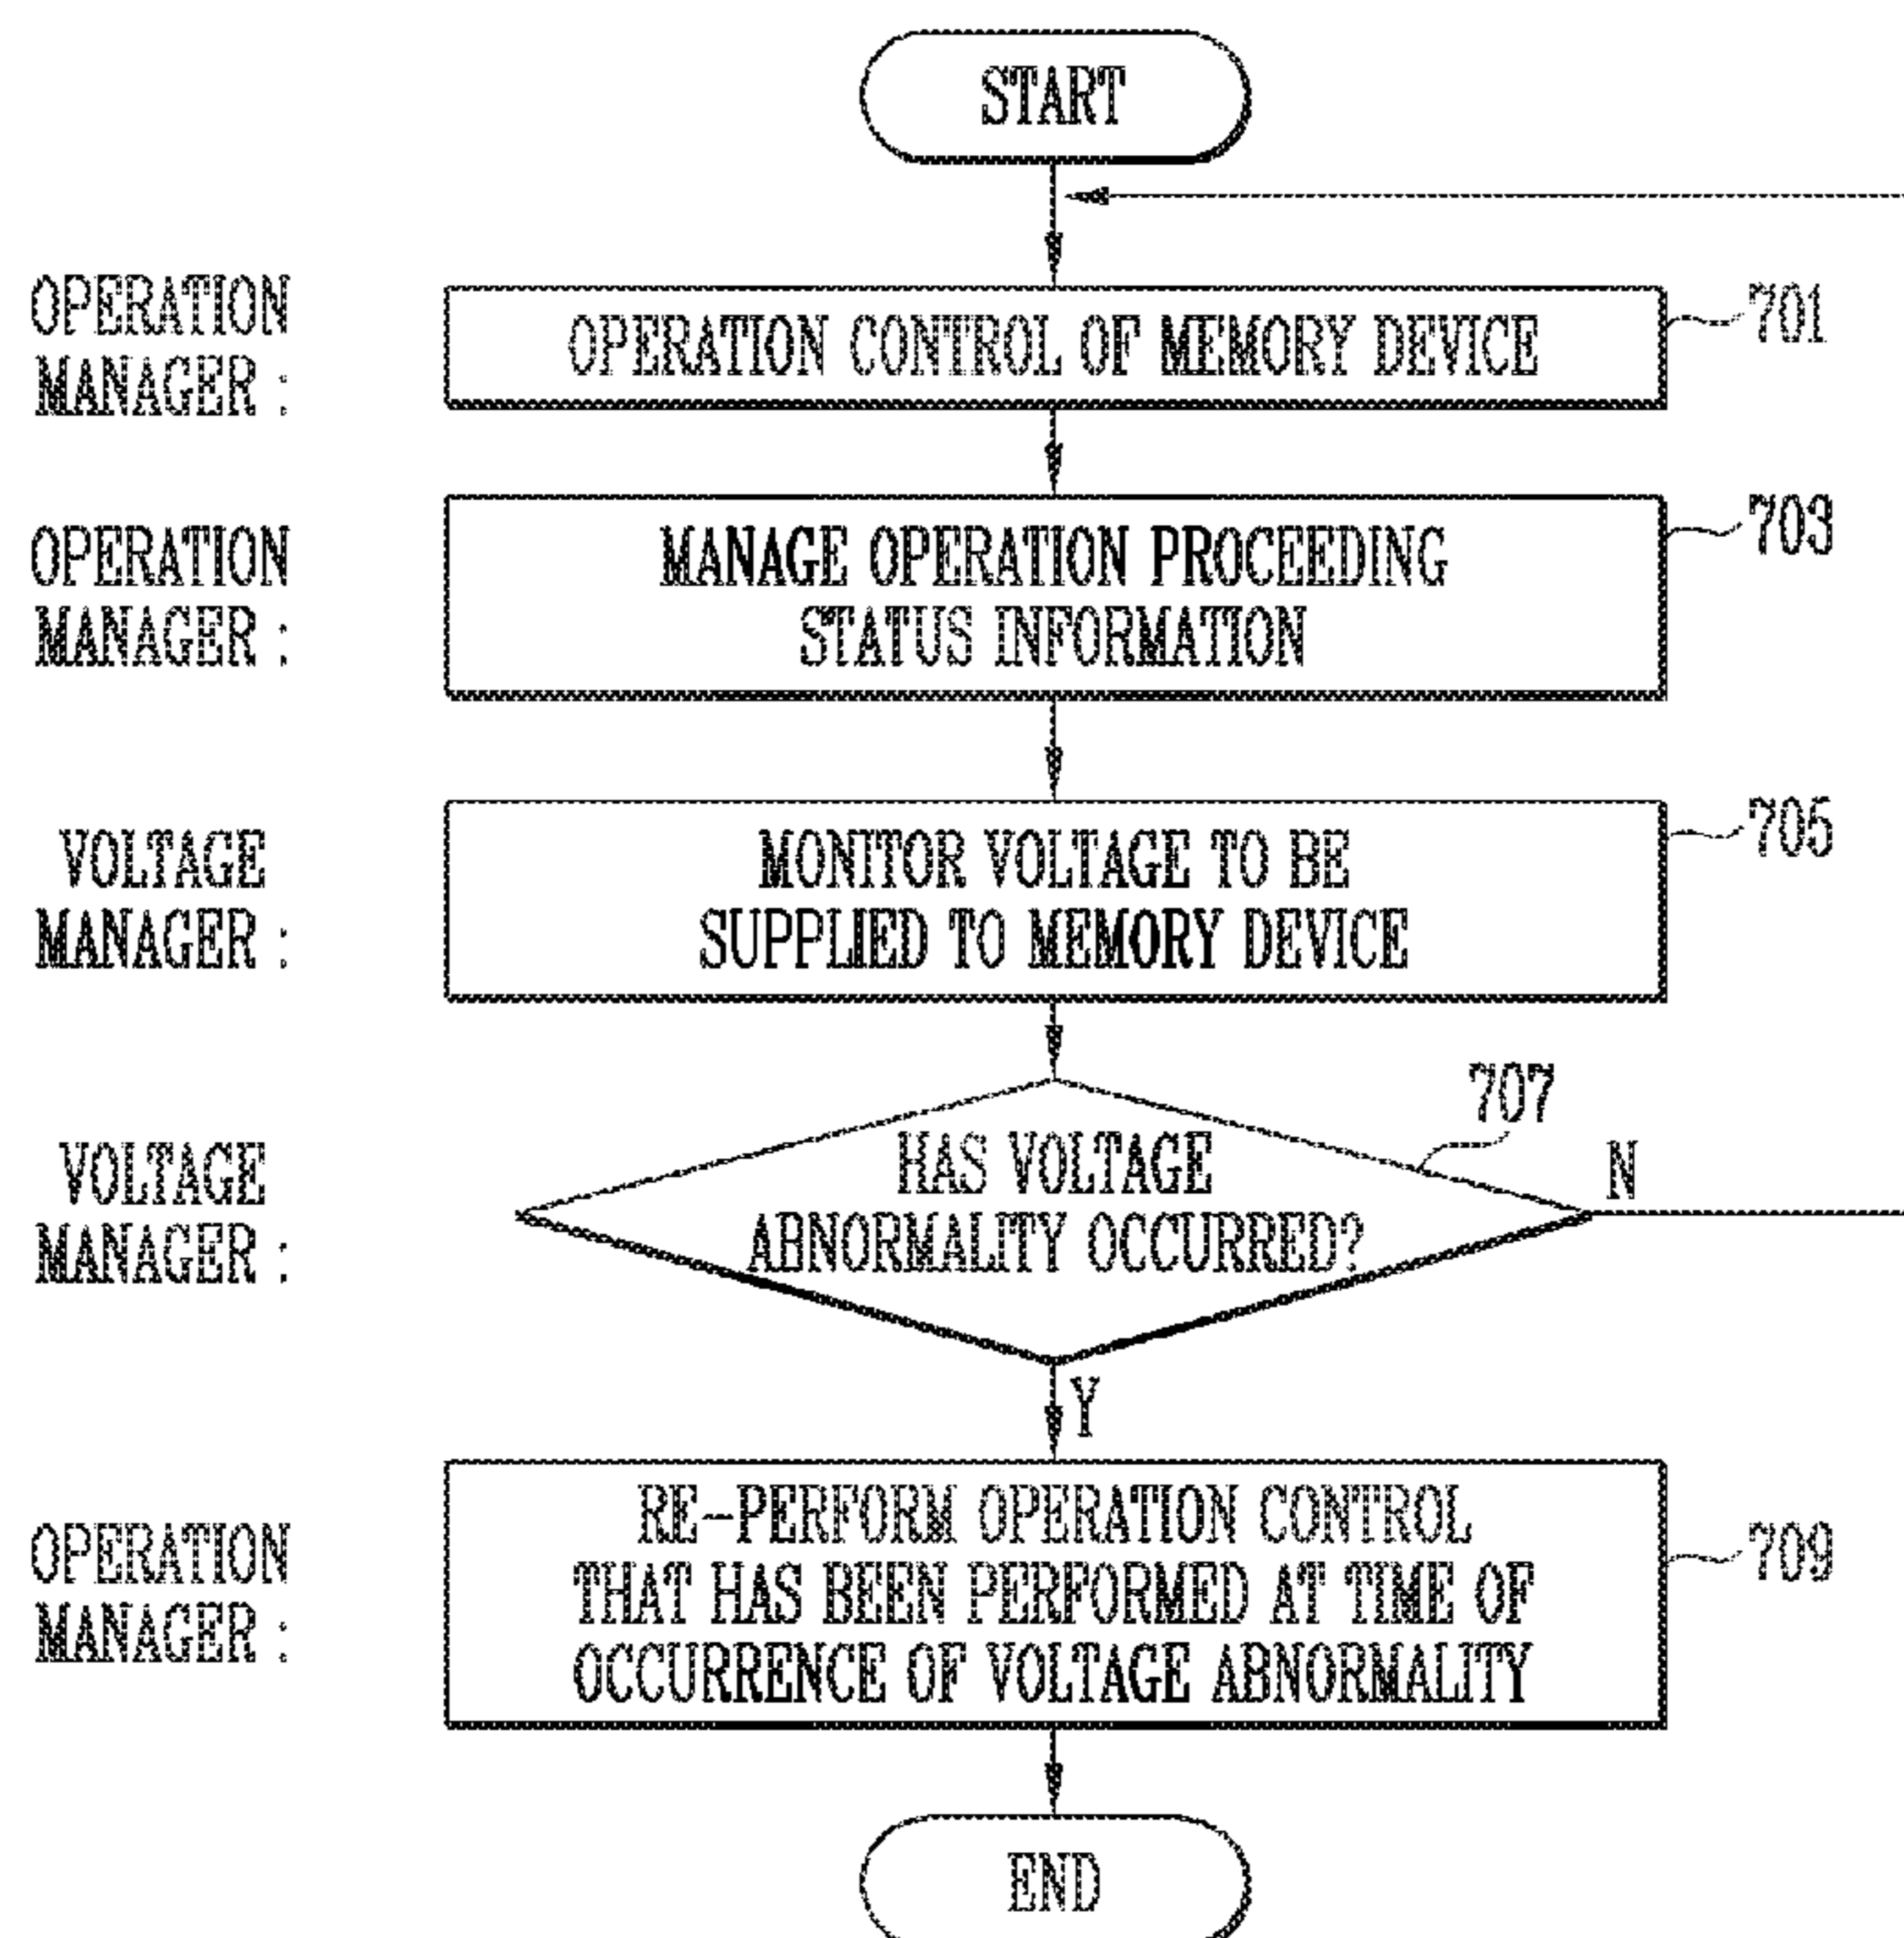 START
OPERATION
MANAGER :
OPERATION CONTROL OF MEMORY DEVICE
701
OPERATION
MANAGER :
MANAGE OPERATION PROCEEDING
STATUS INFORMATION
703
VOLTAGE
MANAGER :
MONITOR VOLTAGE TO BE
SUPPLIED TO MEMORY DEVICE
705
VOLTAGE
MANAGER :
HAS VOLTAGE
ABNORMALITY OCCURRED?
707
N
Y
OPERATION
MANAGER :
RE-PERFORM OPERATION CONTROL
THAT HAS BEEN PERFORMED AT TIME OF
OCCURRENCE OF VOLTAGE ABNORMALITY
709
END